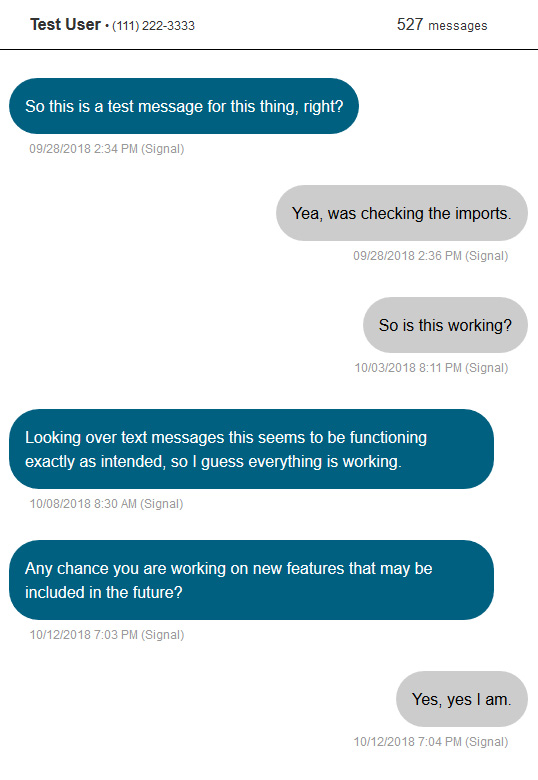 Test User • (111) 222-3333 527 messages
So this is a test message for this thing, right?
09/28/2018 2:34 PM (Signal)
Yea, was checking the imports.
09/28/2018 2:36 PM (Signal)
So is this working?
10/03/2018 8:11 PM (Signal)
Looking over text messages this seems to be functioning
exactly as intended, so I guess everything is working.
10/08/2018 8:30 AM (Signal)
Any chance you are working on new features that may be
included in the future?
10/12/2018 7:03 PM (Signal)
Yes, yes I am.
10/12/2018 7:04 PM (Signal)